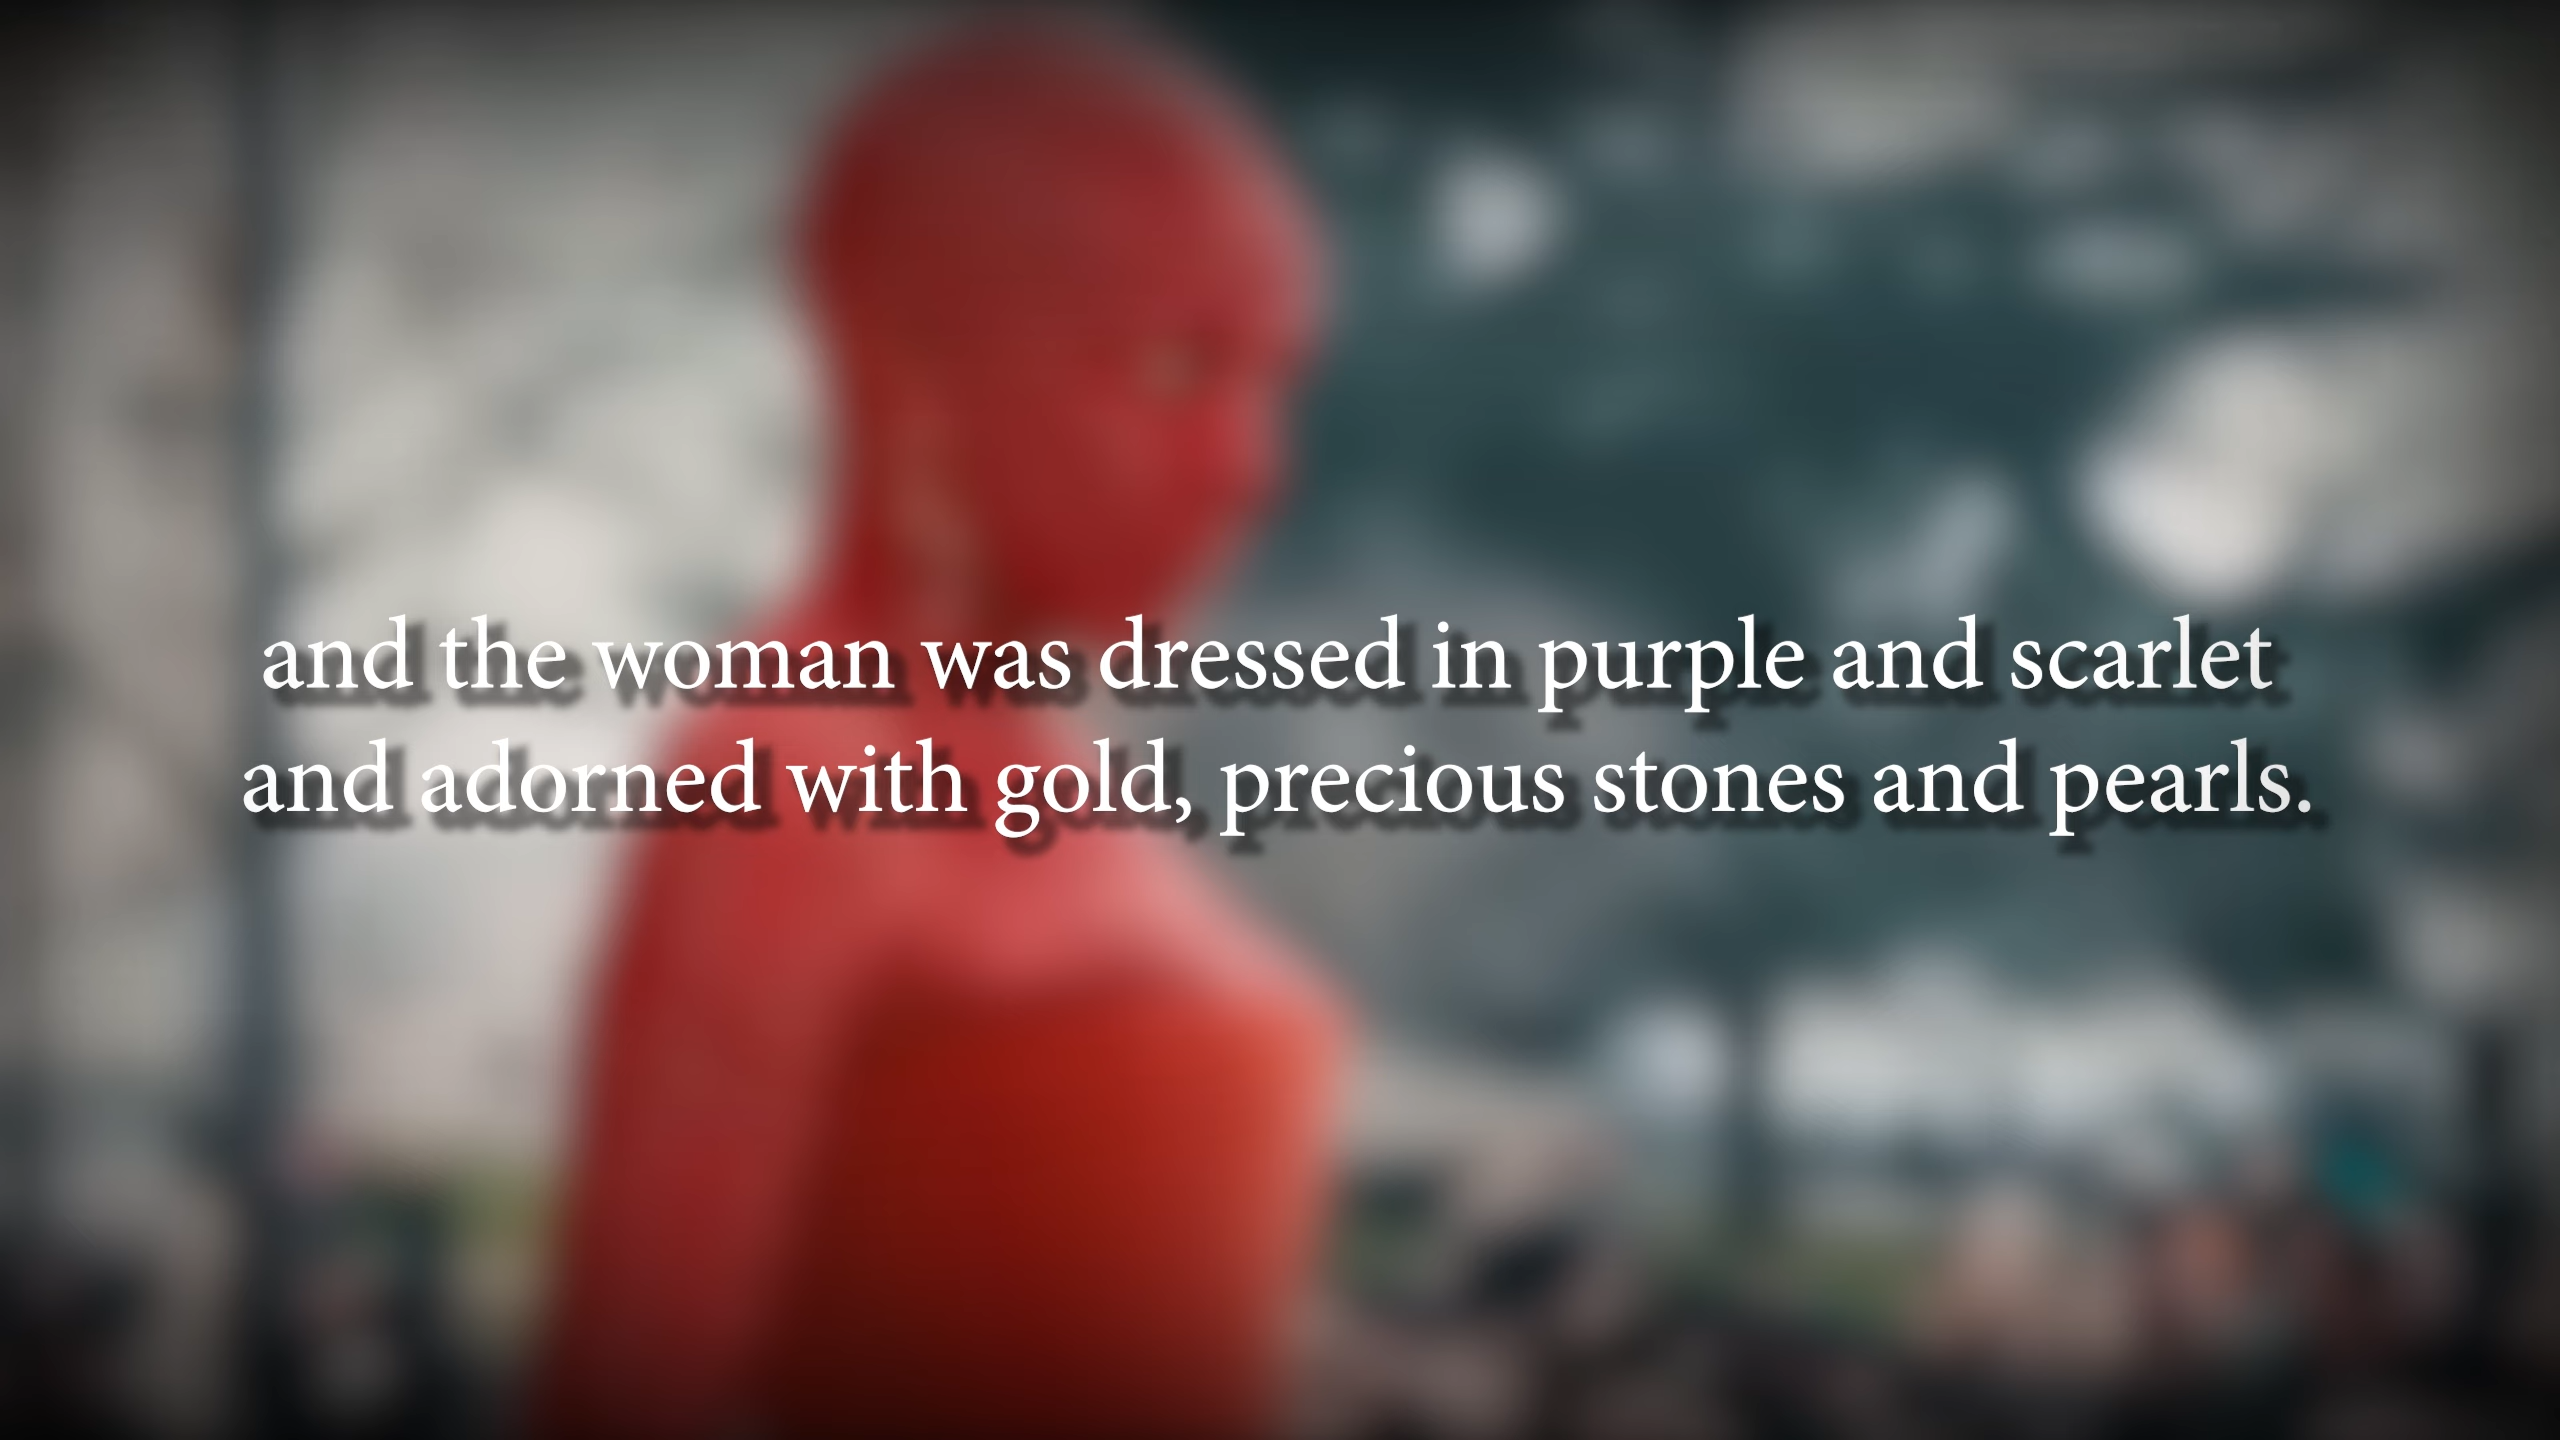 and the woman was dressed in purple and scarlet
and adorned with gold, precious stones and pearls.